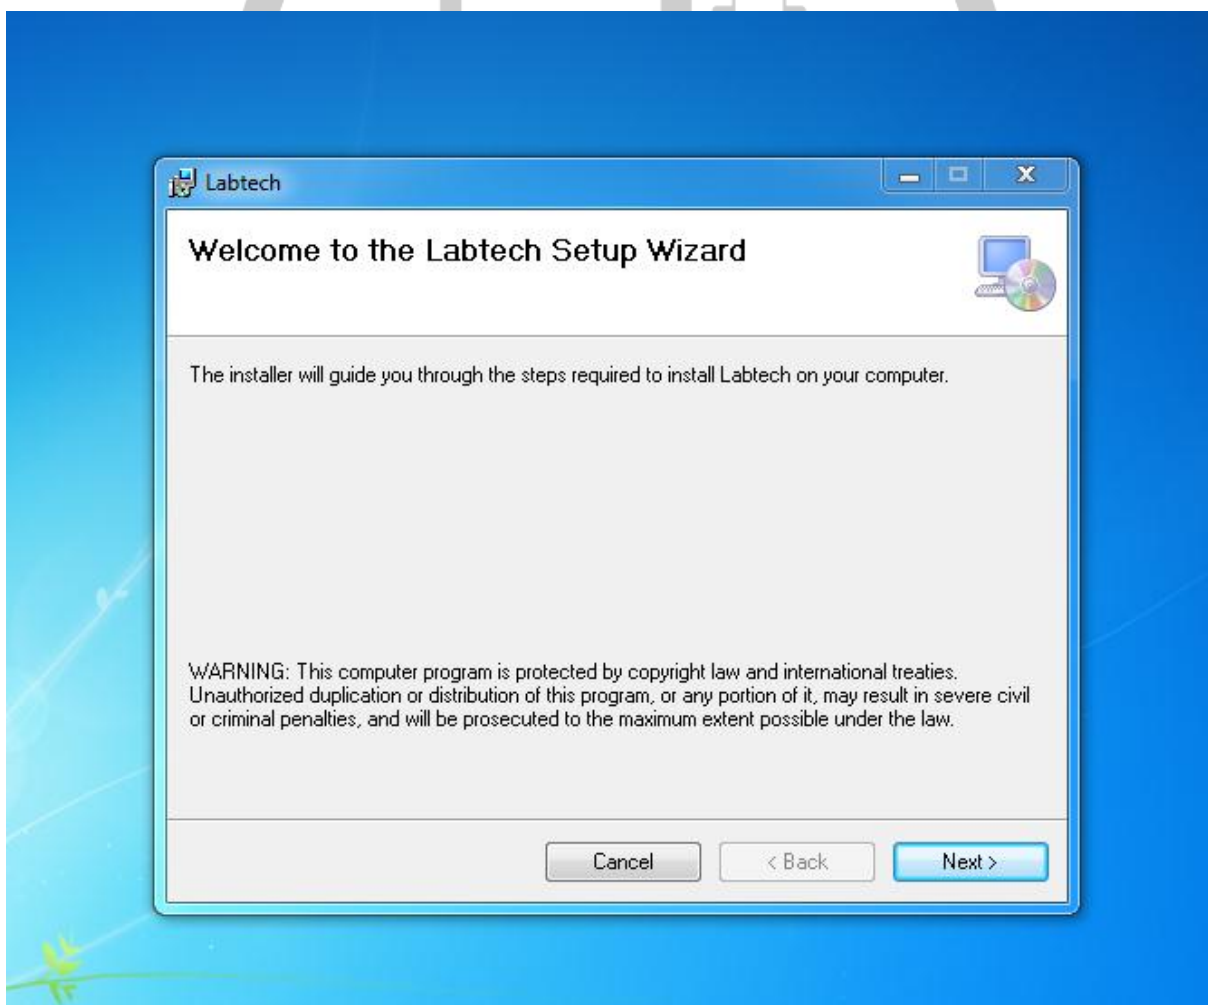 Labtech
Welcome to the Labtech Setup Wizard
The installer will guide you through the steps required to install Labtech on your computer.
WARNING: This computer program is protected by copyright law and international treaties.
Unauthorized duplication or distribution of this program, or any portion of it, may result in severe civil
or criminal penalties, and will be prosecuted to the maximum extent possible under the law.
Cancel
< Back
Next >